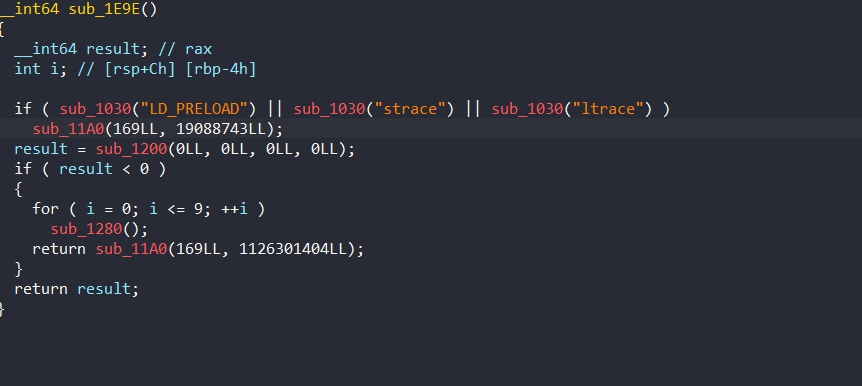 __int64 sub_1E9E()
{
  __int64 result; // rax
  int i; // [rsp+Ch] [rbp-4h]

  if ( sub_1030("LD_PRELOAD") || sub_1030("strace") || sub_1030("ltrace") )
    sub_11A0(169LL, 19088743LL);
  result = sub_1200(0LL, 0LL, 0LL, 0LL);
  if ( result < 0 )
  {
    for ( i = 0; i <= 9; ++i )
      sub_1280();
    return sub_11A0(169LL, 1126301404LL);
  }
  return result;
}